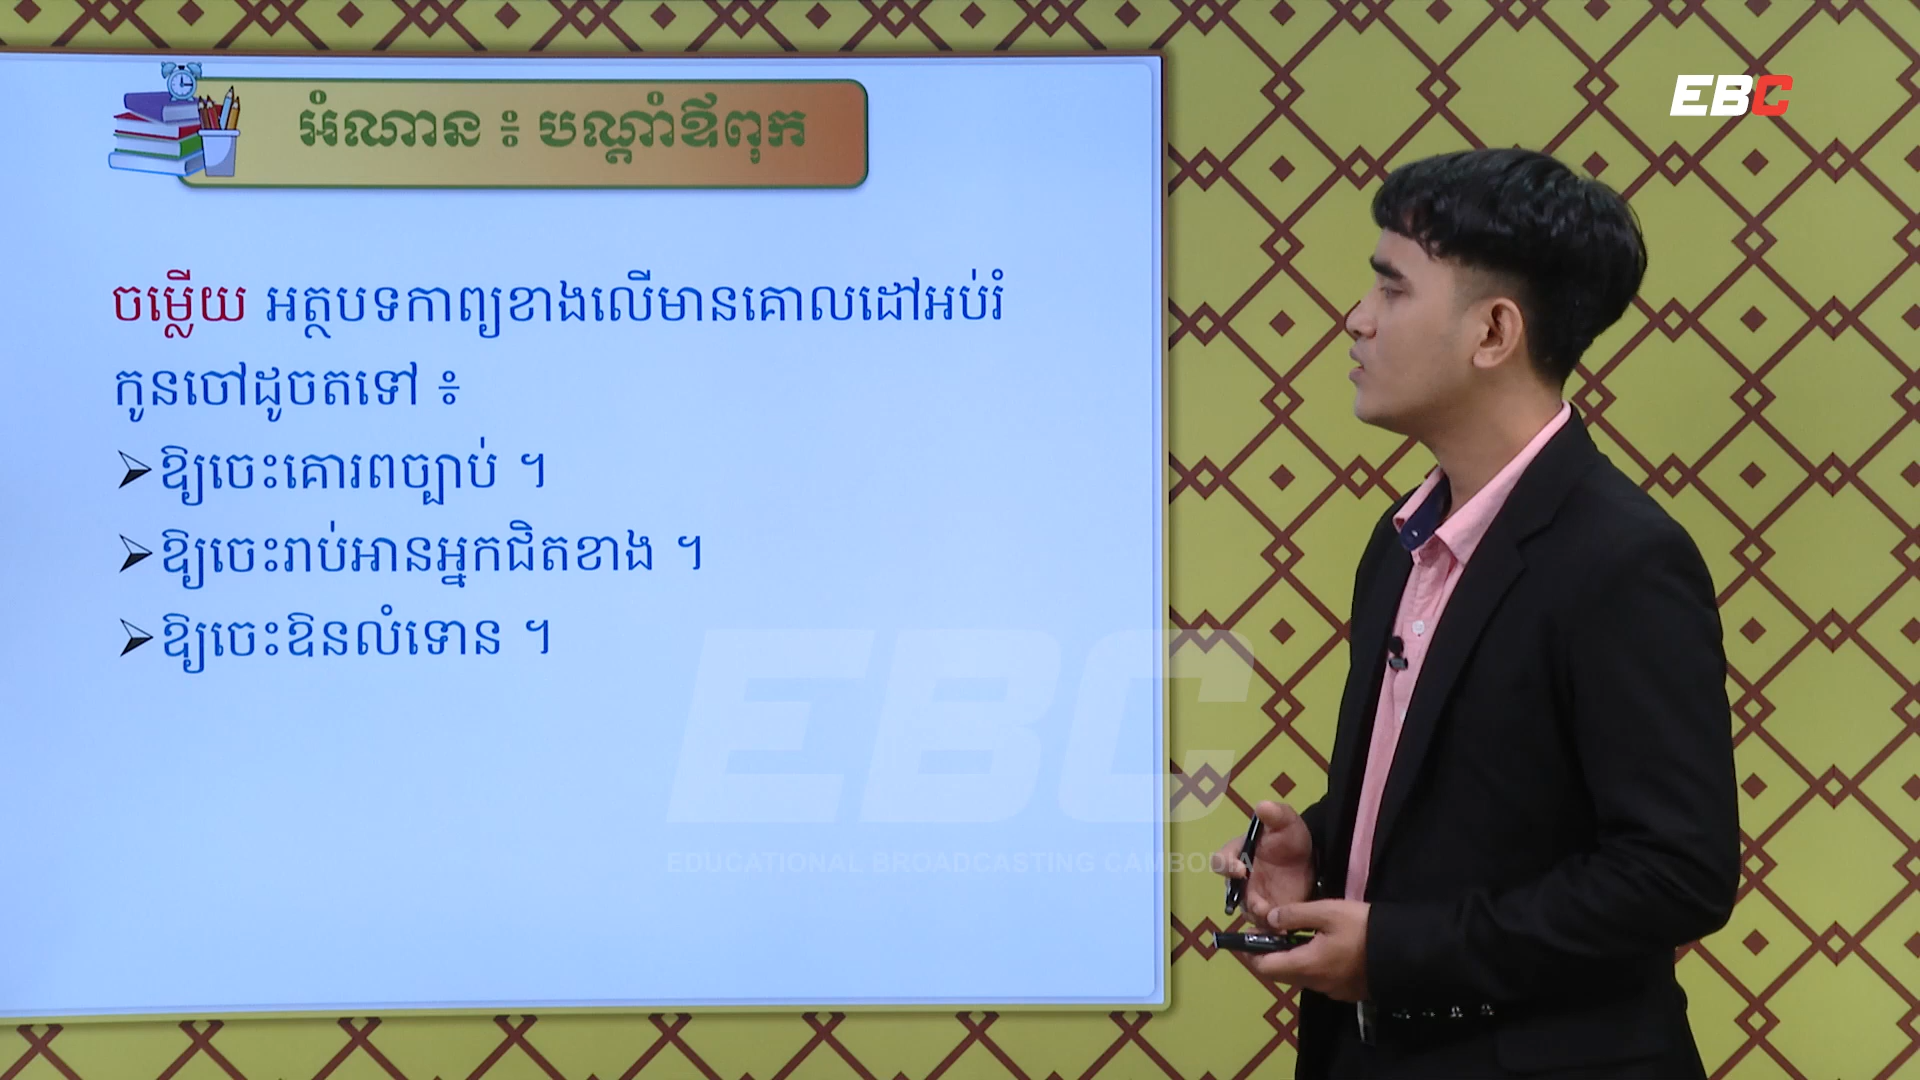 អំណាន ៖ បណ្ដាំឪពុក
EBC
ចម្លើយ អត្ថបទកាព្យខាងលើមានគោលដៅអប់រំ
កូនចៅដូចតទៅ ៖
➢ឱ្យចេះគោរពច្បាប់ ។
➢ឱ្យចេះរាប់អានអ្នកជិតខាង ។
➢ឱ្យចេះឱនលំទោន ។
EBC
EDUCATIONAL BROADCASTING CAMBODIA